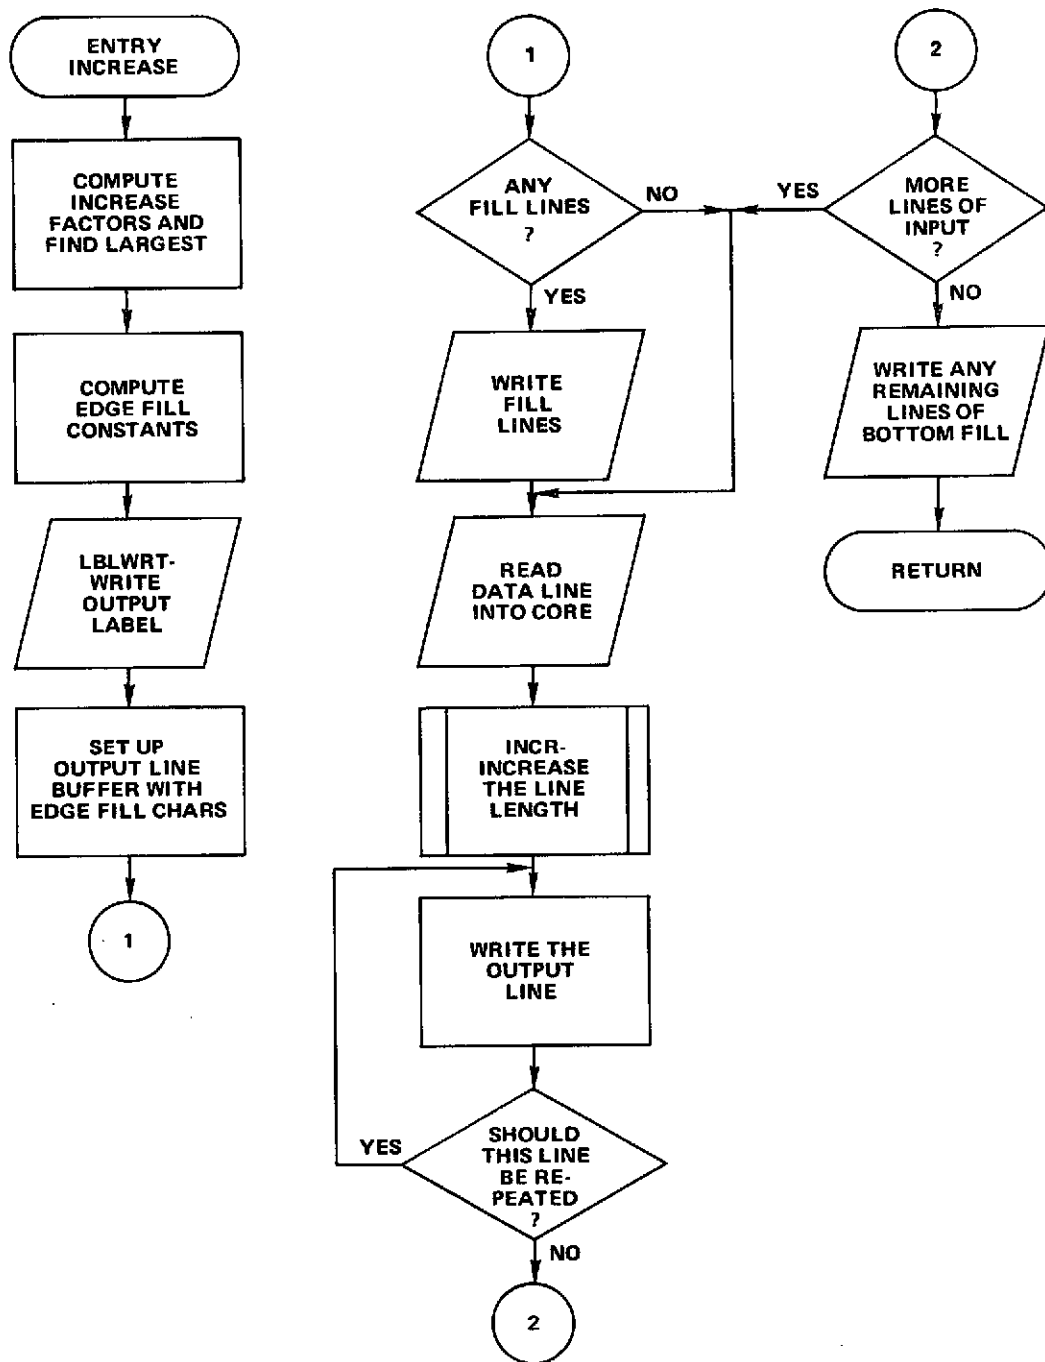 ENTRY
INCREASE
COMPUTE
INCREASE
FACTORS AND
FIND LARGEST
COMPUTE
EDGE FILL
CONSTANTS
LBLWRT-
WRITE
OUTPUT
LABEL
SET UP
OUTPUT LINE
BUFFER WITH
EDGE FILL CHARS
1
1
ANY
FILL LINES
?
NO
YES
WRITE
FILL
LINES
READ
DATA LINE
INTO CORE
INCR-
INCREASE
THE LINE
LENGTH
WRITE THE
OUTPUT
LINE
SHOULD
THIS LINE
BE RE-
PEATED
?
YES
NO
2
2
MORE
LINES OF
INPUT
?
YES
NO
WRITE ANY
REMAINING
LINES OF
BOTTOM FILL
RETURN